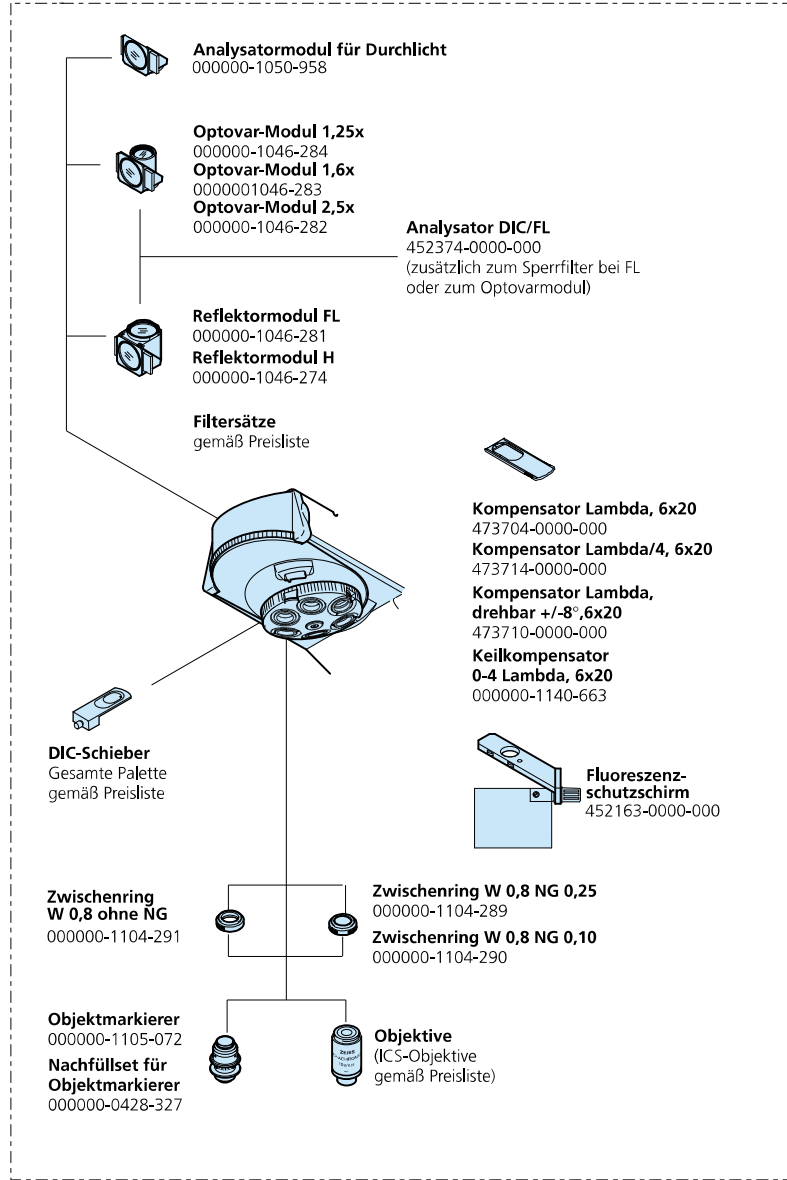 Analysatormodul für Durchlicht
000000-1050-958
Optovar-Modul 1,25x
000000-1046-284
Optovar-Modul 1,6x
0000001046-283
Optovar-Modul 2,5x
000000-1046-282
Analysator DIC/FL
452374-0000-000
(zusätzlich zum Sperrfilter bei FL
oder zum Optovarmodul)
Reflektormodul FL
000000-1046-281
Reflektormodul H
000000-1046-274
Filtersätze
gemäß Preisliste
Kompensator Lambda, 6x20
473704-0000-000
Kompensator Lambda/4, 6x20
473714-0000-000
Kompensator Lambda,
drehbar +/-8°,6x20
473710-0000-000
Keilkompensator
0-4 Lambda, 6x20
000000-1140-663
DIC-Schieber
Gesamte Palette
gemäß Preisliste
Fluoreszenz-
schutzschirm
452163-0000-000
Zwischenring
W 0,8 ohne NG
000000-1104-291
Zwischenring W 0,8 NG 0,25
000000-1104-289
Zwischenring W 0,8 NG 0,10
000000-1104-290
Objektmarkierer
000000-1105-072
Nachfüllset für
Objektmarkierer
000000-0428-327
ZEISS
Objektive
(ICS-Objektive
gemäß Preisliste)